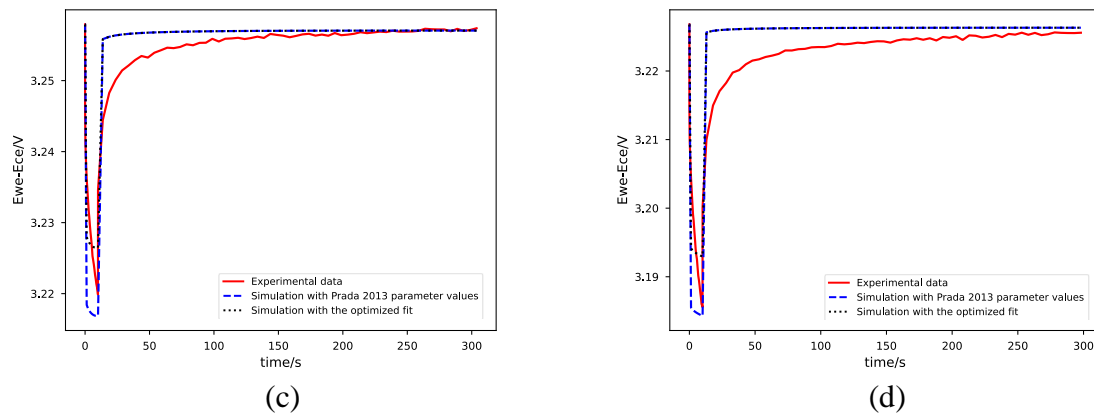 Ewe-Ece/V
3.25
3.24
3.23
3.22
Experimental data
Simulation with Prada 2013 parameter values
Simulation with the optimized fit
0 50 100 150 200 250 300
time/s
(c)
Ewe-Ece/V
3.22
3.21
3.20
3.19
Experimental data
Simulation with Prada 2013 parameter values
Simulation with the optimized fit
0 50 100 150 200 250 300
time/s
(d)